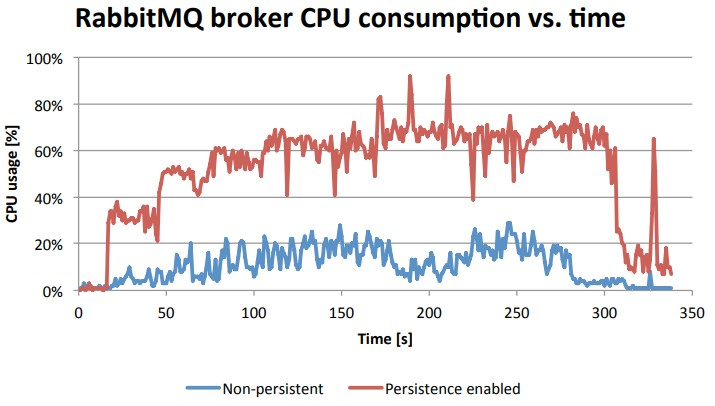 RabbitMQ broker CPU consumption vs. time
100%
80%
60%
40%
20%
0%
CPU usage [%]
0 50 100 150 200 250 300 350
Time [s]
Non-persistent Persistence enabled